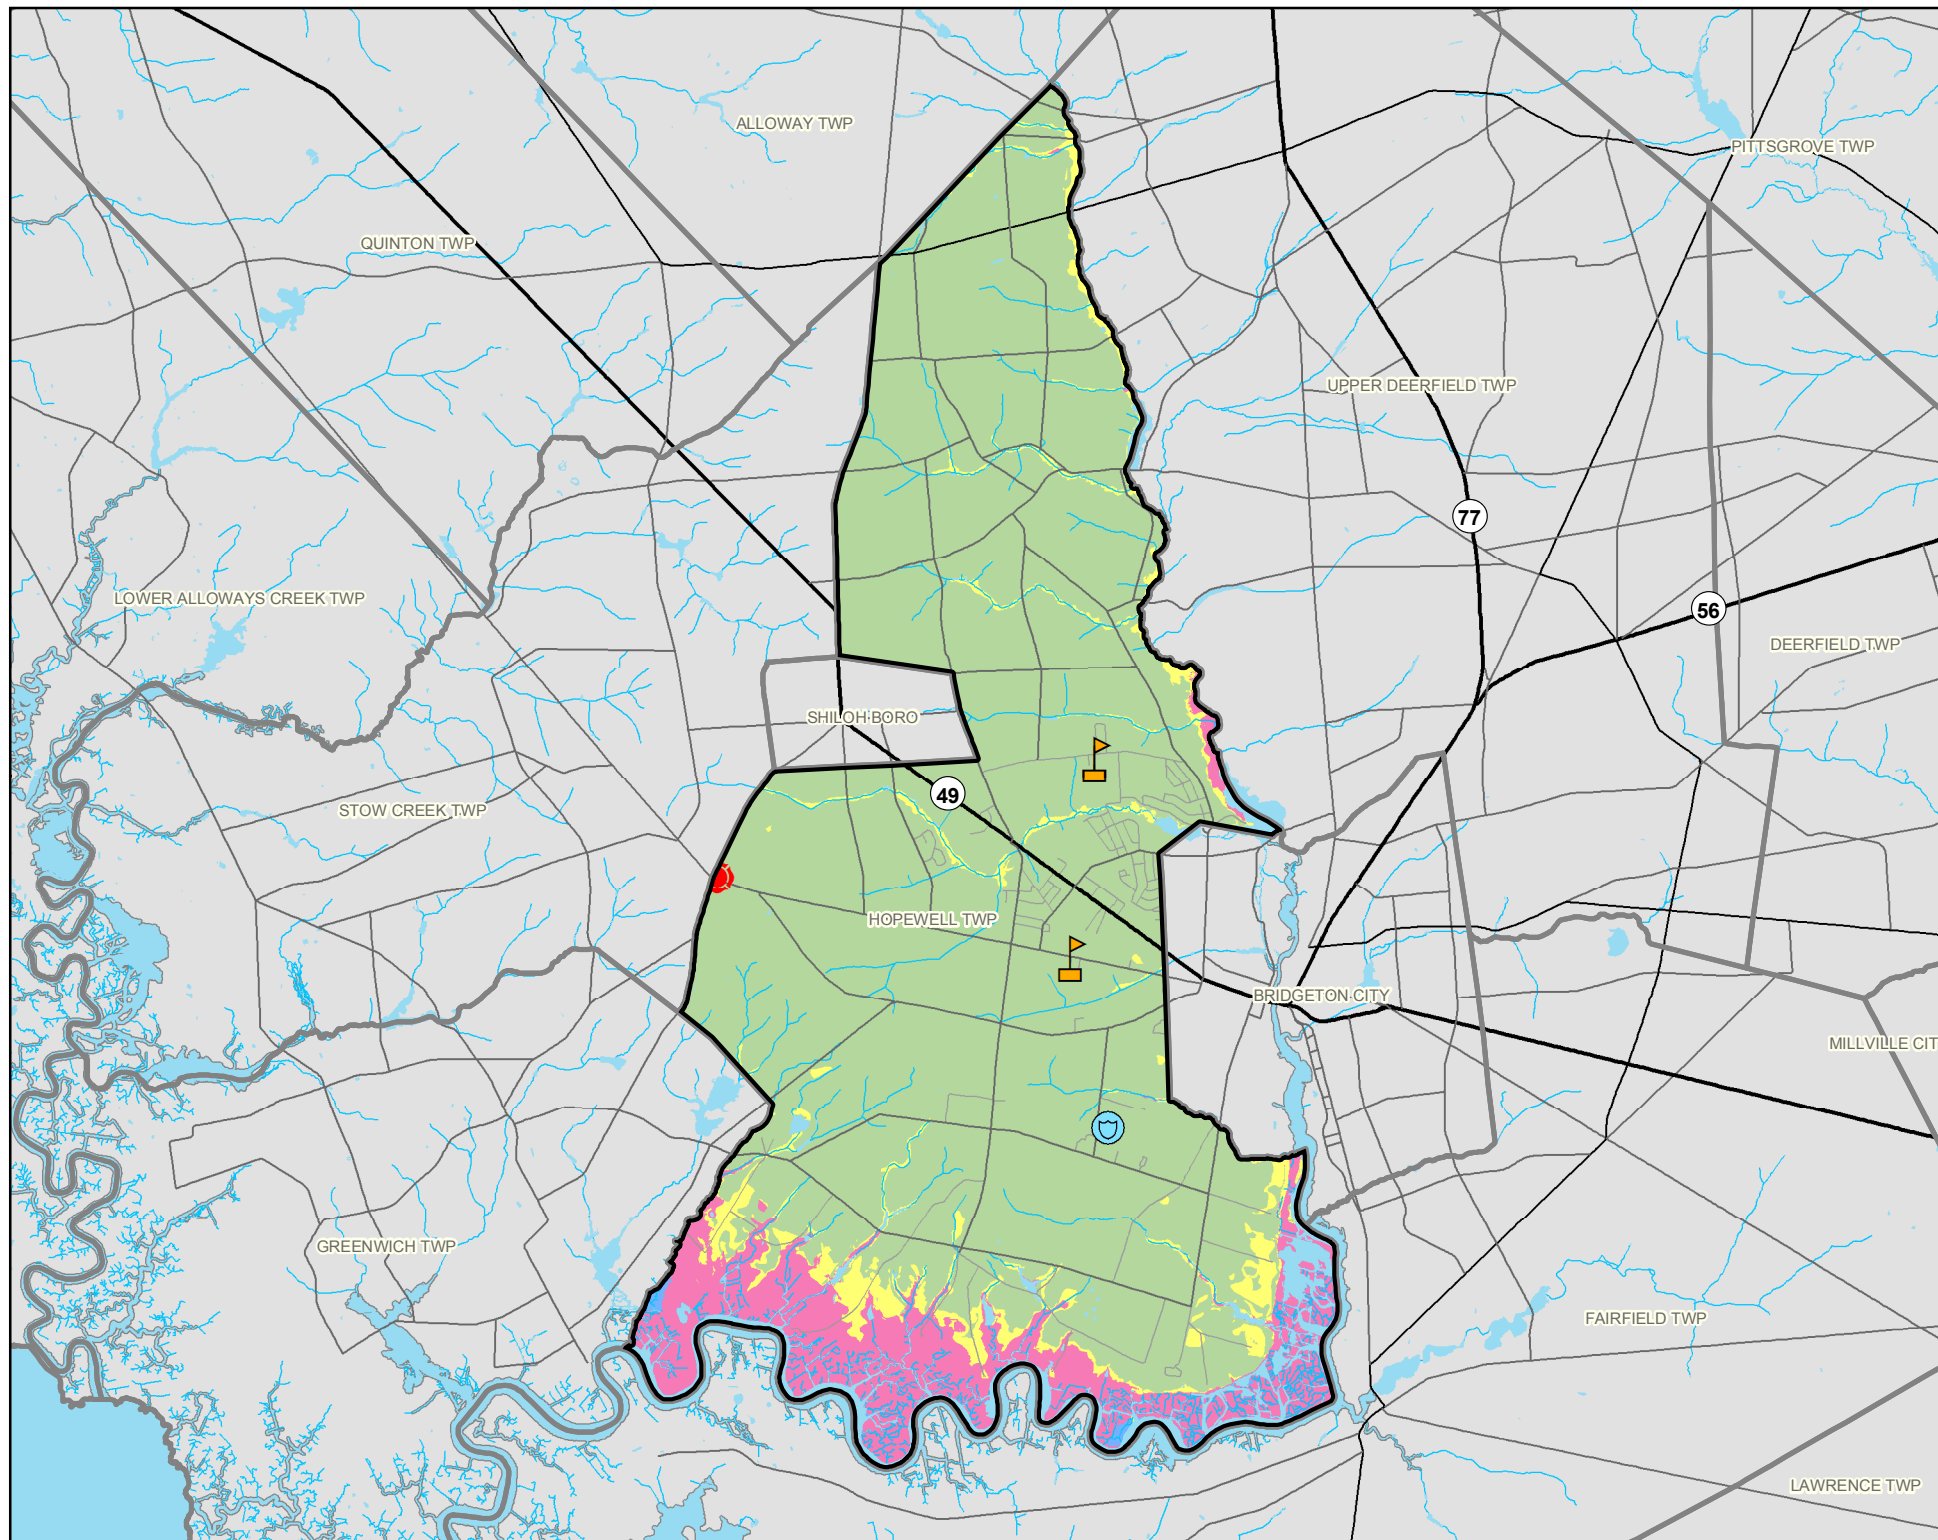 ALLOWAY TWP
PITTSGROVE TWP
QUINTON TWP
UPPER DEERFIELD TWP
77
LOWER ALLOWAYS CREEK TWP
56
DEERFIELD TWP
SHILOH BORO
49
STOW CREEK TWP
HOPEWELL TWP
BRIDGETON CITY
MILLVILLE CIT
GREENWICH TWP
FAIRFIELD TWP
LAWRENCE TWP